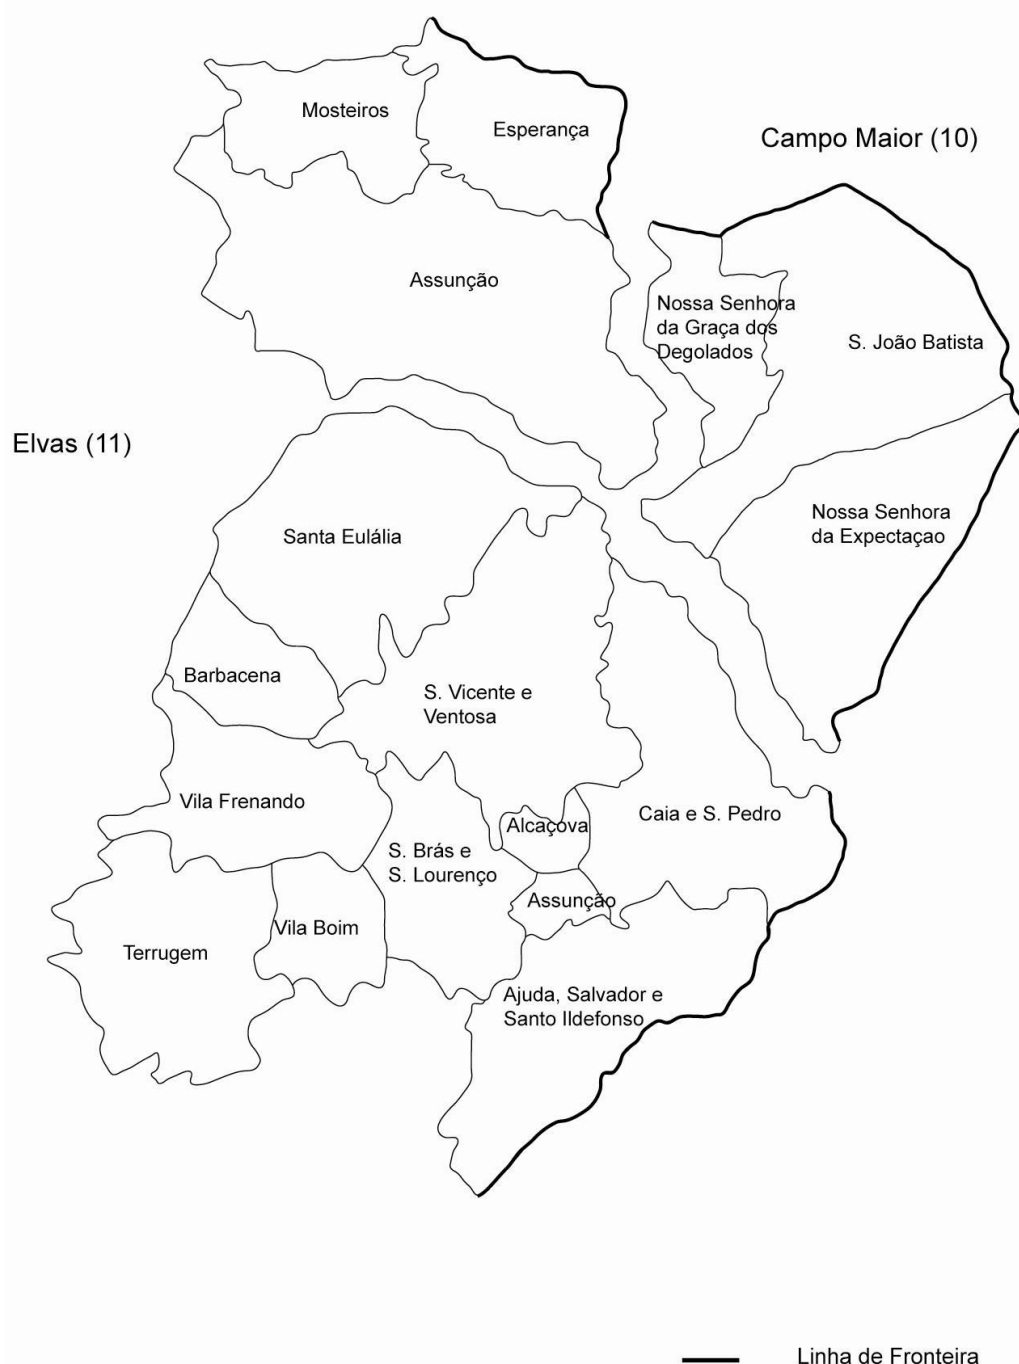 Mosteiros
Esperança
Campo Maior (10)
Assunção
Nossa Senhora
da Graça dos
Degolados
S. João Batista
Elvas (11)
Santa Eulália
Nossa Senhora
da Expectaçao
Barbacena
S. Vicente e
Ventosa
Vila Frenando
Alcaçova
Caia e S. Pedro
S. Brás e
S. Lourenço
Assunção
Vila Boim
Terrugem
Ajuda, Salvador e
Santo Ildefonso
Linha de Fronteira